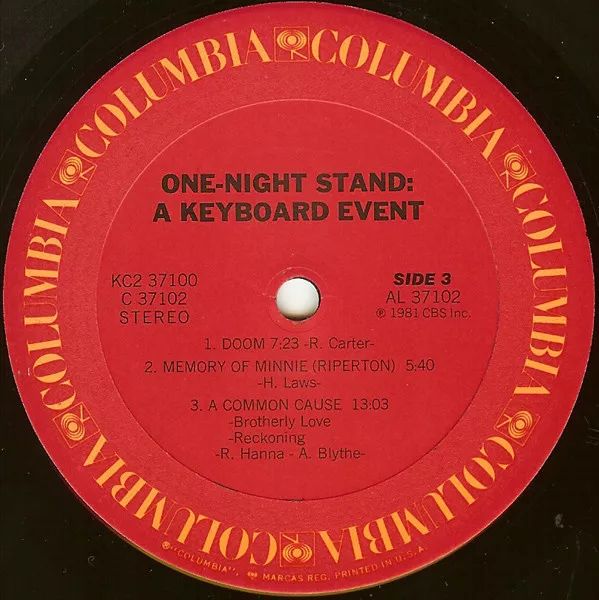 COLUMBIA COLUMBIA COLUMBIA COLUMBIA COLUMBIA COLUMBIA
ONE-NIGHT STAND:
A KEYBOARD EVENT
KC2 37100
C 37102
STEREO
SIDE 3
AL 37102
℗ 1981 CBS Inc.
1. DOOM 7:23 -R. Carter-
2. MEMORY OF MINNIE (RIPERTON) 5:40
-H. Laws-
3. A COMMON CAUSE 13:03
-Brotherly Love
-Reckoning
-R. Hanna - A. Blythe-
®"COLUMBIA", ® MARCAS REG. PRINTED IN U.S.A.